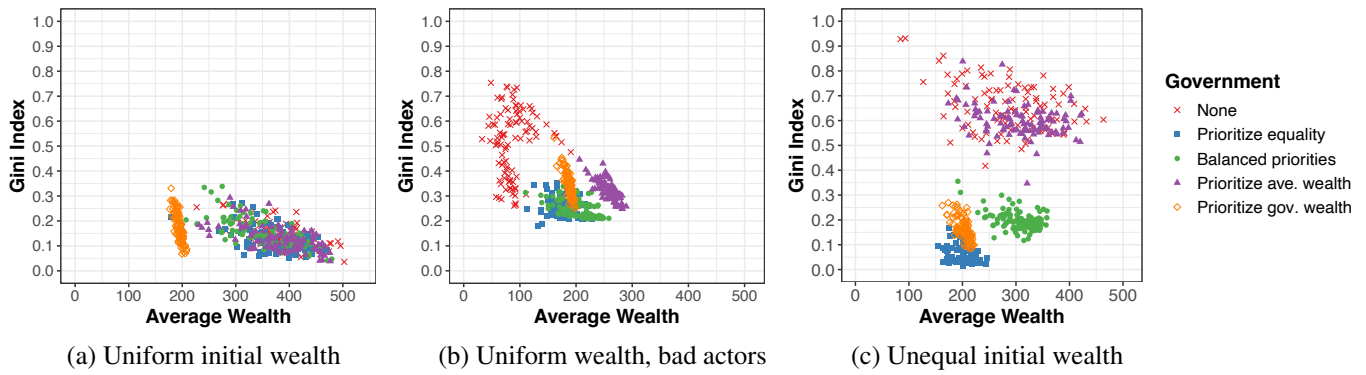 1.0
0.9
0.8
0.7
0.6
0.5
0.4
0.3
0.2
0.1
0.0
Gini Index
0 100 200 300 400 500
Average Wealth
(a) Uniform initial wealth
1.0
0.9
0.8
0.7
0.6
0.5
0.4
0.3
0.2
0.1
0.0
Gini Index
0 100 200 300 400 500
Average Wealth
(b) Uniform wealth, bad actors
1.0
0.9
0.8
0.7
0.6
0.5
0.4
0.3
0.2
0.1
0.0
Gini Index
0 100 200 300 400 500
Average Wealth
(c) Unequal initial wealth
Government
None
Prioritize equality
Balanced priorities
Prioritize ave. wealth
Prioritize gov. wealth